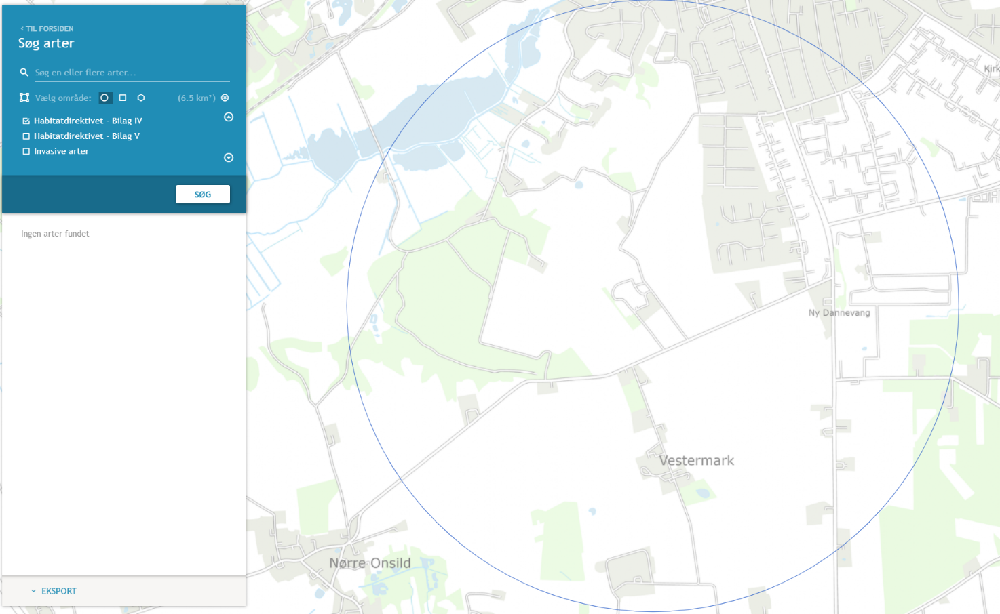 ‹ TIL FORSIDEN
Søg arter
Søg en eller flere arter...
Vælg område: (6.5 km²)
Habitatdirektivet - Bilag IV
Habitatdirektivet - Bilag V
Invasive arter
SØG
Ingen arter fundet
EKSPORT
Kirk
Ny Dannevang
Vestermark
Nørre Onsild